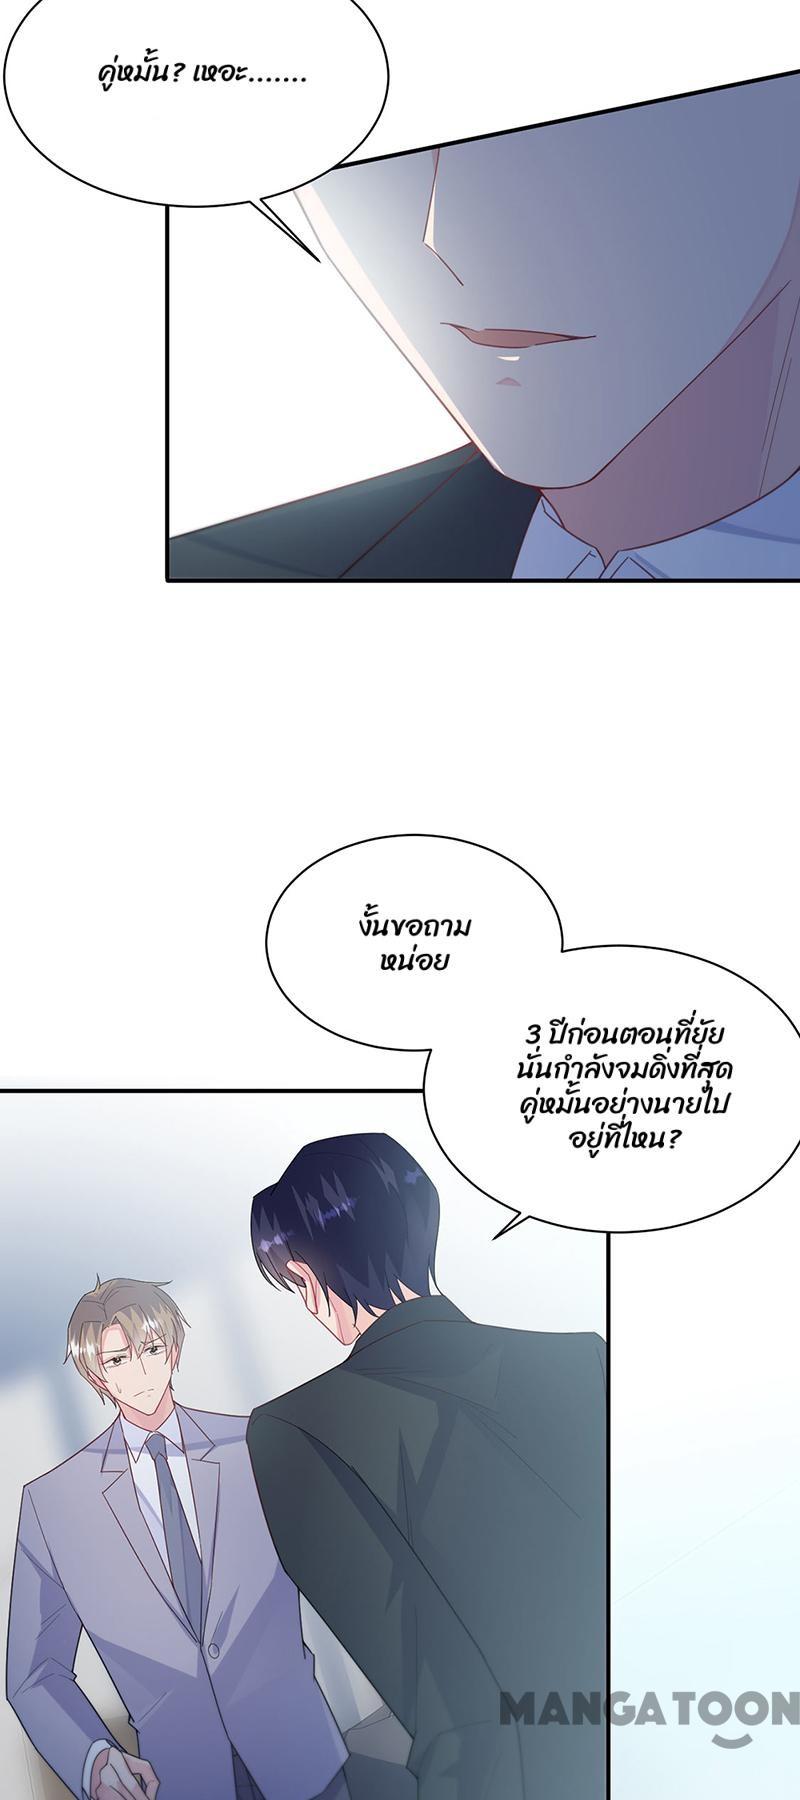 คู่หมั้น? เหอะ.......
งั้นขอถาม
หน่อย
3 ปีก่อนตอนที่ยัย
นั่นกำลังจมดิ่งที่สุด
คู่หมั้นอย่างนายไป
อยู่ที่ไหน?
MANGATOON